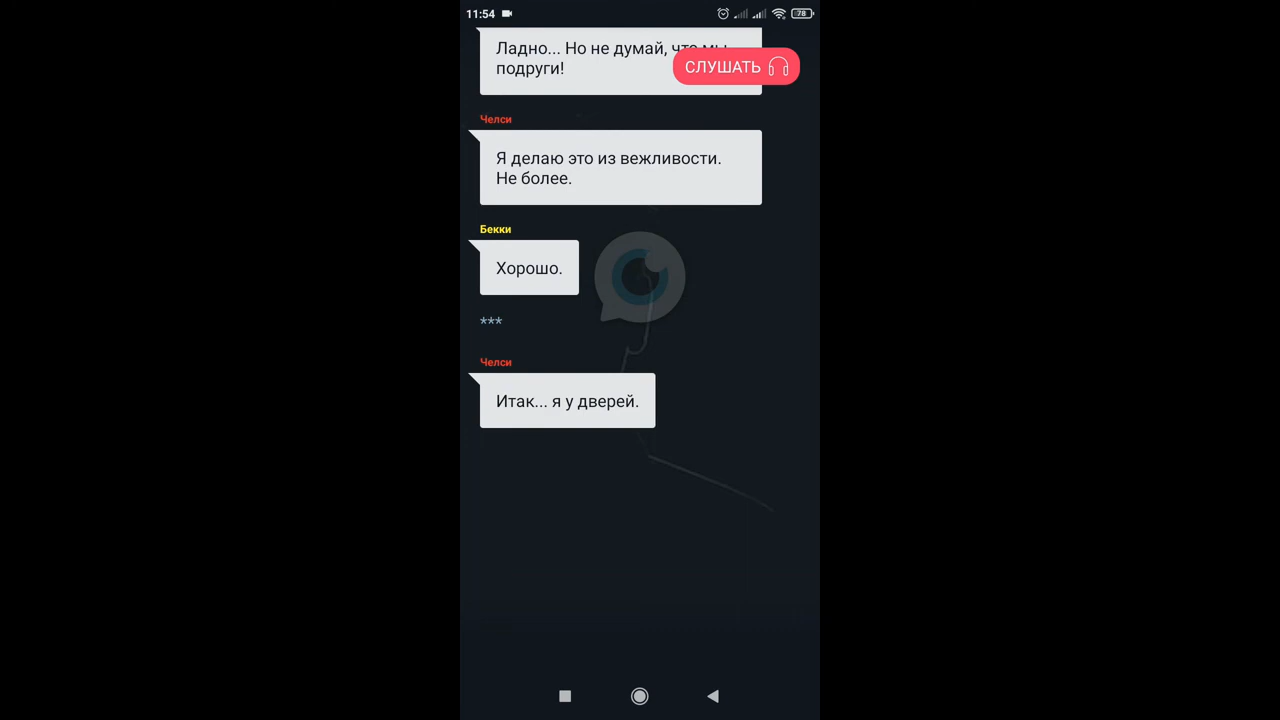 11:54
78
Ладно... Но не думай, что мы
подруги!
СЛУШАТЬ
Челси
Я делаю это из вежливости.
Не более.
Бекки
Хорошо.
***
Челси
Итак... я у дверей.